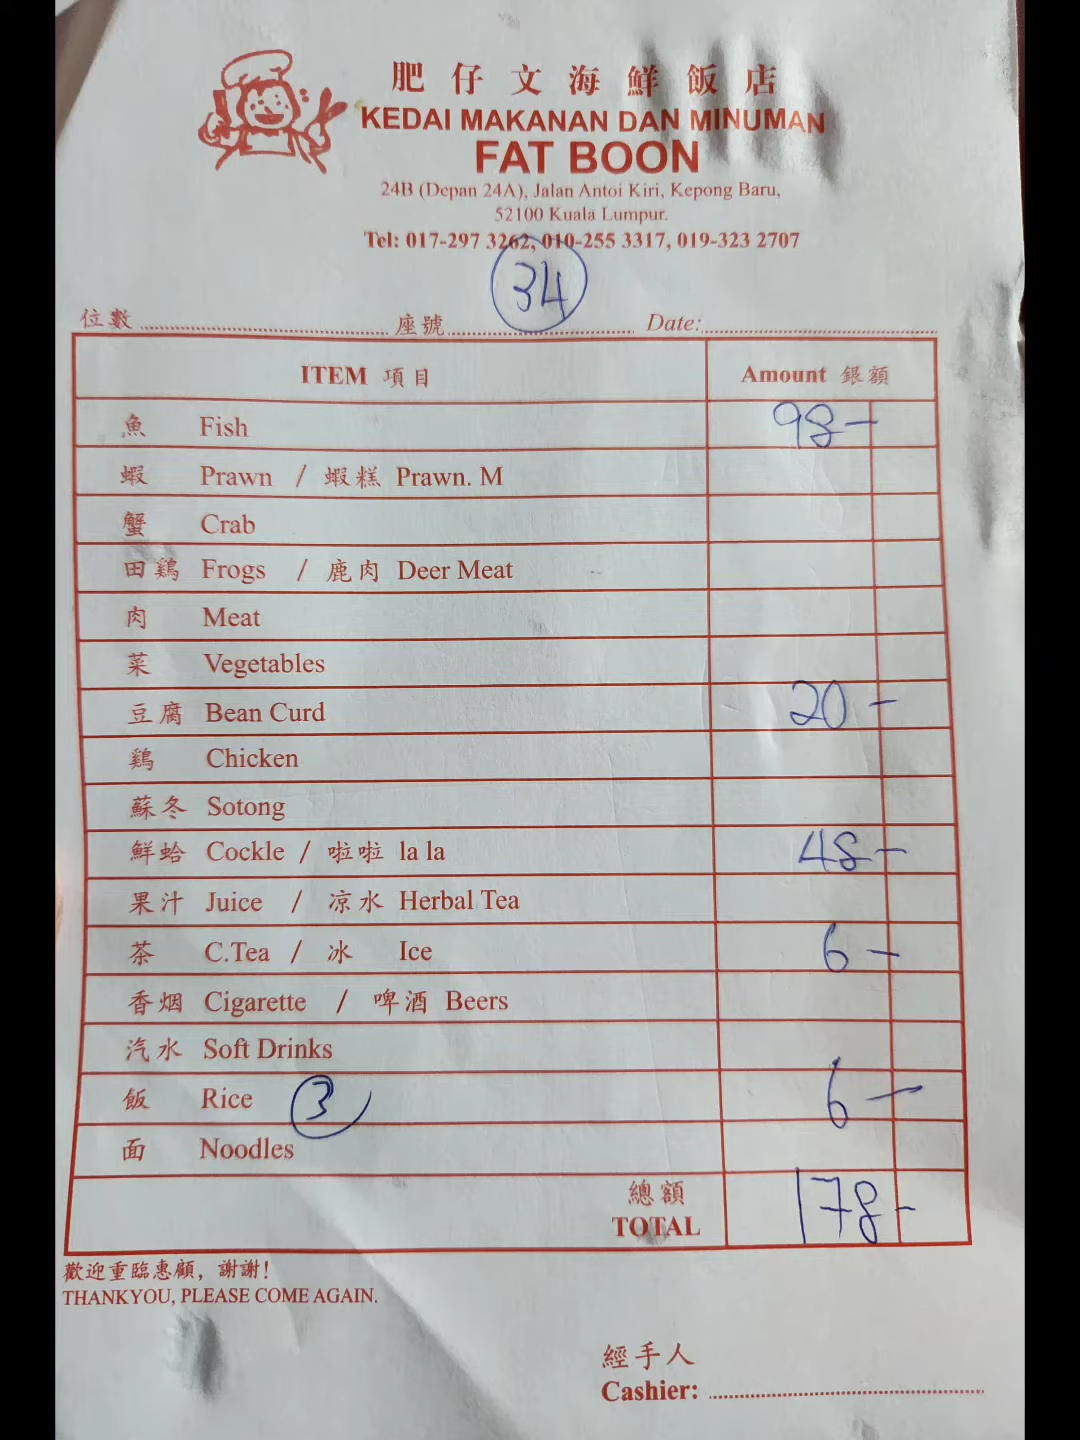 肥仔文海鮮飯店
KEDAI MAKANAN DAN MINUMAN
FAT BOON
24B (Depan 24A), Jalan Antoi Kiri, Kepong Baru,
52100 Kuala Lumpur.
Tel: 017-297 3262, 010-255 3317, 019-323 2707
34
位數 座號 Date:
ITEM 項目 Amount 銀額
魚 Fish 98-
蝦 Prawn / 蝦糕 Prawn. M
蟹 Crab
田鷄 Frogs / 鹿肉 Deer Meat
肉 Meat
菜 Vegetables
豆腐 Bean Curd 20-
鷄 Chicken
蘇冬 Sotong
鮮蛤 Cockle / 啦啦 la la 48-
果汁 Juice / 凉水 Herbal Tea
茶 C.Tea / 冰 Ice 6-
香烟 Cigarette / 啤酒 Beers
汽水 Soft Drinks
飯 Rice 3 6-
面 Noodles
總額
TOTAL 178-
歡迎重臨惠顧，謝謝!
THANKYOU, PLEASE COME AGAIN.
經手人
Cashier: